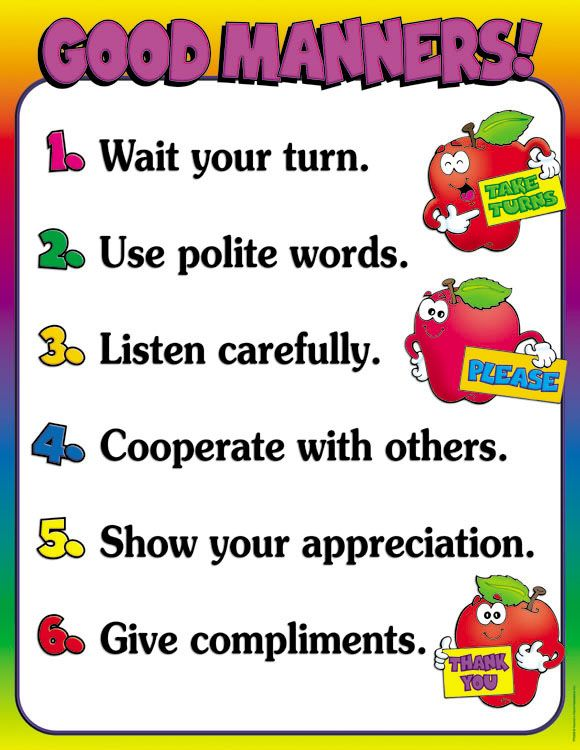 GOOD MANNERS!
1. Wait your turn.
TAKE
TURNS
2. Use polite words.
3. Listen carefully.
PLEASE
4. Cooperate with others.
5. Show your appreciation.
6. Give compliments.
THANK
YOU